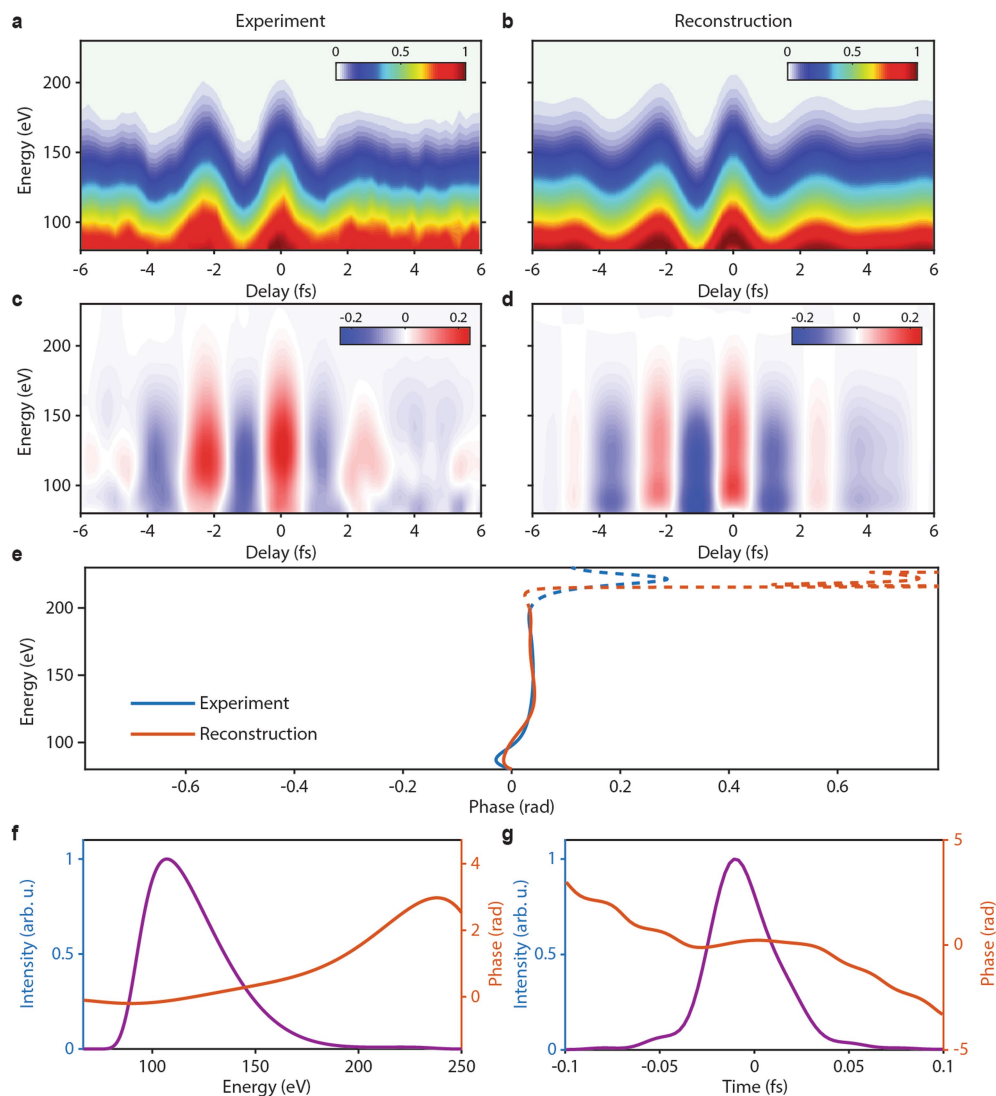 a Experiment
b Reconstruction
0 0.5 1
0 0.5 1
Energy (eV)
200
150
100
-6 -4 -2 0 2 4 6
Delay (fs)
-6 -4 -2 0 2 4 6
Delay (fs)
c
d
-0.2 0 0.2
-0.2 0 0.2
Energy (eV)
200
150
100
-6 -4 -2 0 2 4 6
Delay (fs)
-6 -4 -2 0 2 4 6
Delay (fs)
e
Energy (eV)
200
150
100
Experiment
Reconstruction
-0.6 -0.4 -0.2 0 0.2 0.4 0.6
Phase (rad)
f
Intensity (arb. u.)
1
0.5
0
4
2
0
Phase (rad)
100 150 200 250
Energy (eV)
g
Intensity (arb. u.)
1
0.5
0
5
0
-5
Phase (rad)
-0.1 -0.05 0 0.05 0.1
Time (fs)